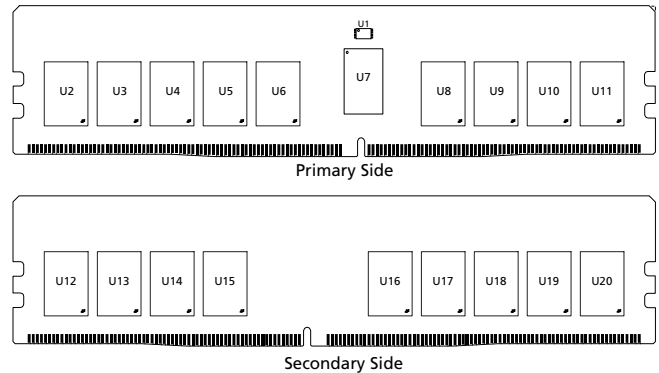 U1
U2 U3 U4 U5 U6 U7 U8 U9 U10 U11
Primary Side
U12 U13 U14 U15 U16 U17 U18 U19 U20
Secondary Side